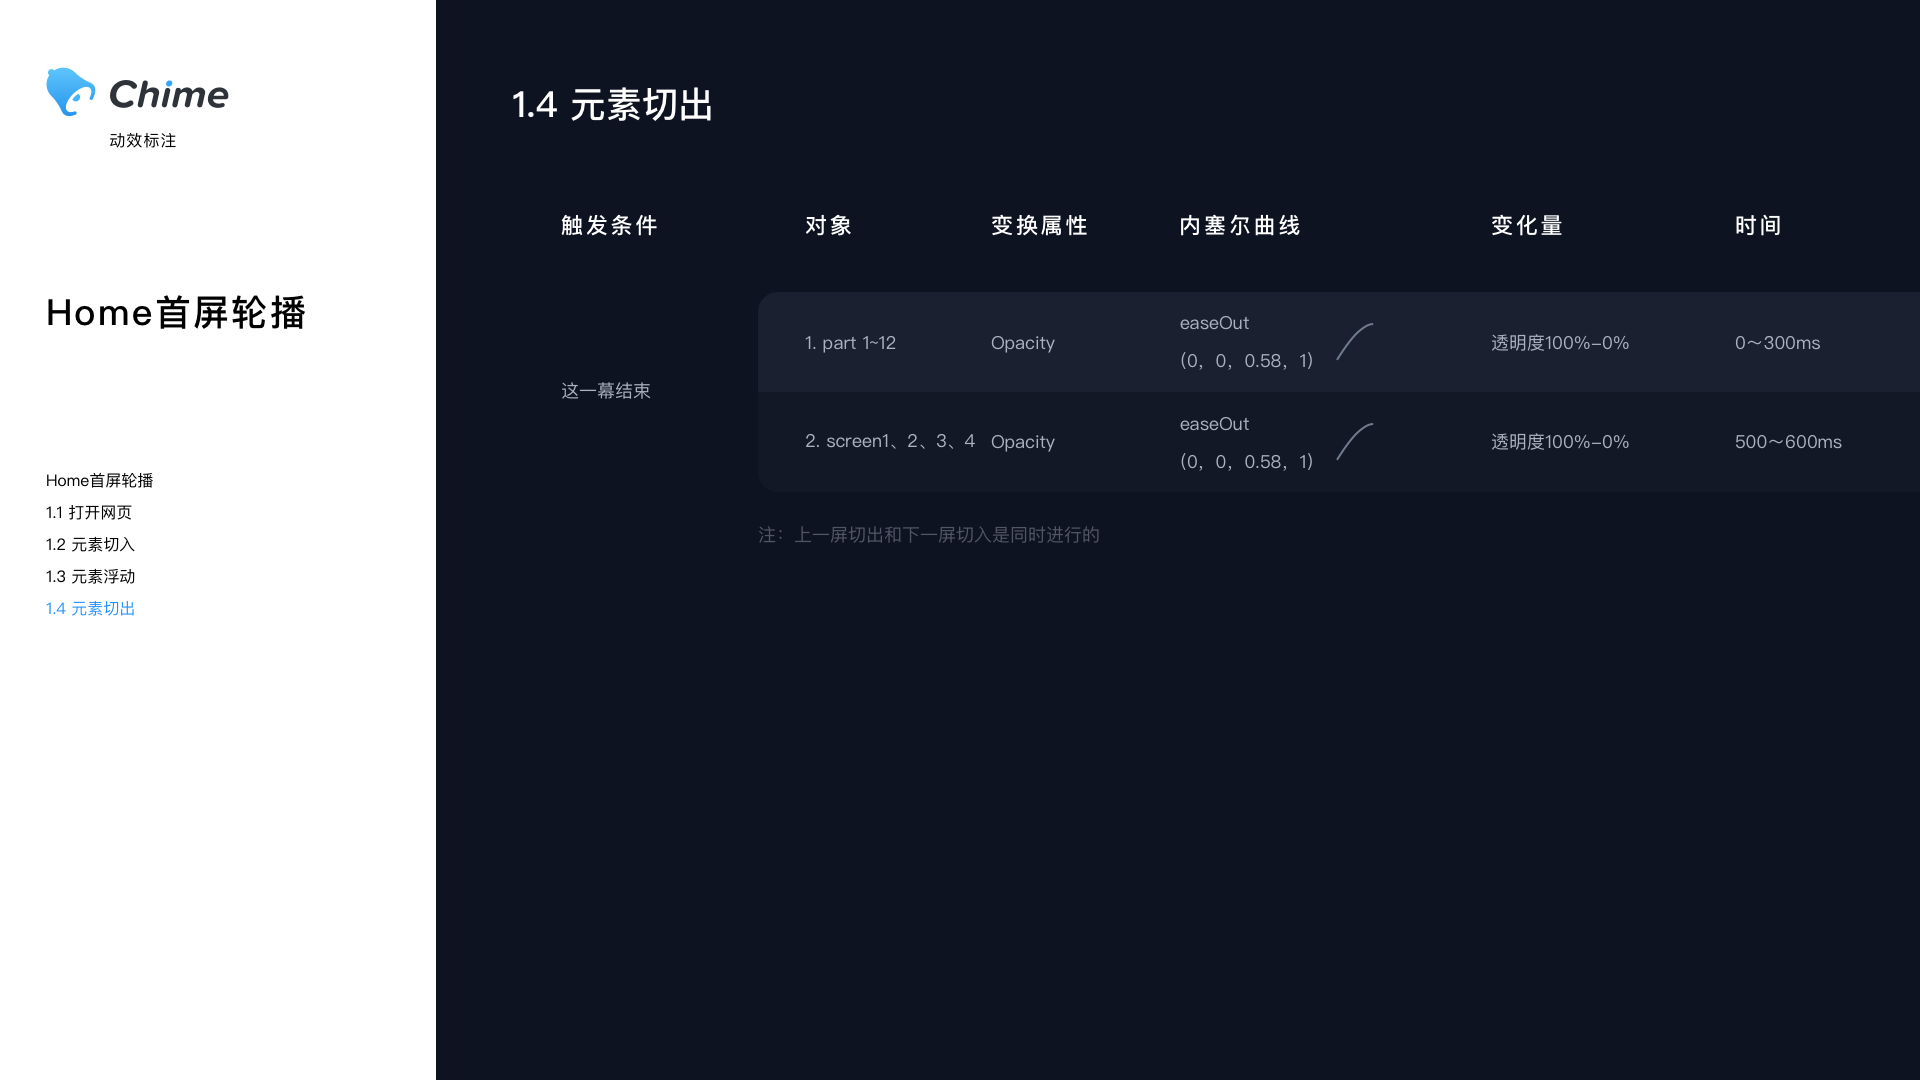 Chime
动效标注
Home首屏轮播
Home首屏轮播
1.1 打开网页
1.2 元素切入
1.3 元素浮动
1.4 元素切出
1.4 元素切出
触发条件 对象 变换属性 内塞尔曲线 变化量 时间
这一幕结束
1. part 1~12 Opacity easeOut (0, 0, 0.58, 1) 透明度100%-0% 0～300ms
2. screen1、2、3、4 Opacity easeOut (0, 0, 0.58, 1) 透明度100%-0% 500～600ms
注：上一屏切出和下一屏切入是同时进行的